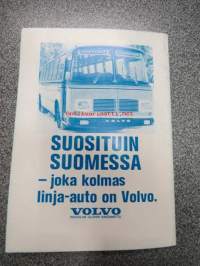 SUOSITUIN
SUOMESSA
– joka kolmas
linja-auto on Volvo.
VOLVO